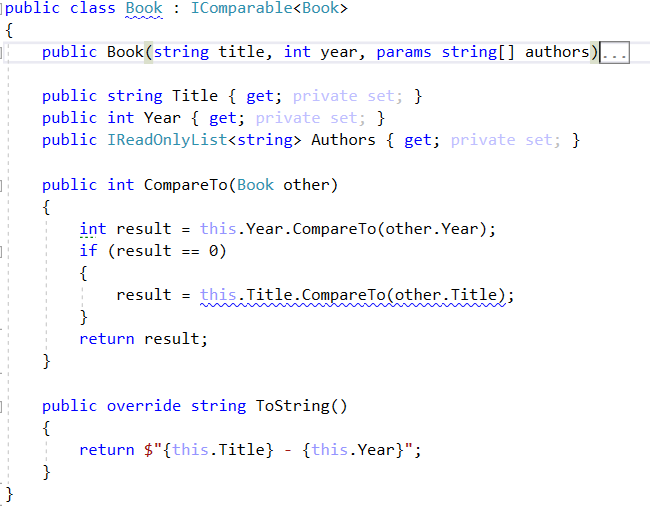 public class Book : IComparable<Book>
{
    public Book(string title, int year, params string[] authors)...

    public string Title { get; private set; }
    public int Year { get; private set; }
    public IReadOnlyList<string> Authors { get; private set; }

    public int CompareTo(Book other)
    {
        int result = this.Year.CompareTo(other.Year);
        if (result == 0)
        {
            result = this.Title.CompareTo(other.Title);
        }
        return result;
    }

    public override string ToString()
    {
        return $"{this.Title} - {this.Year}";
    }
}